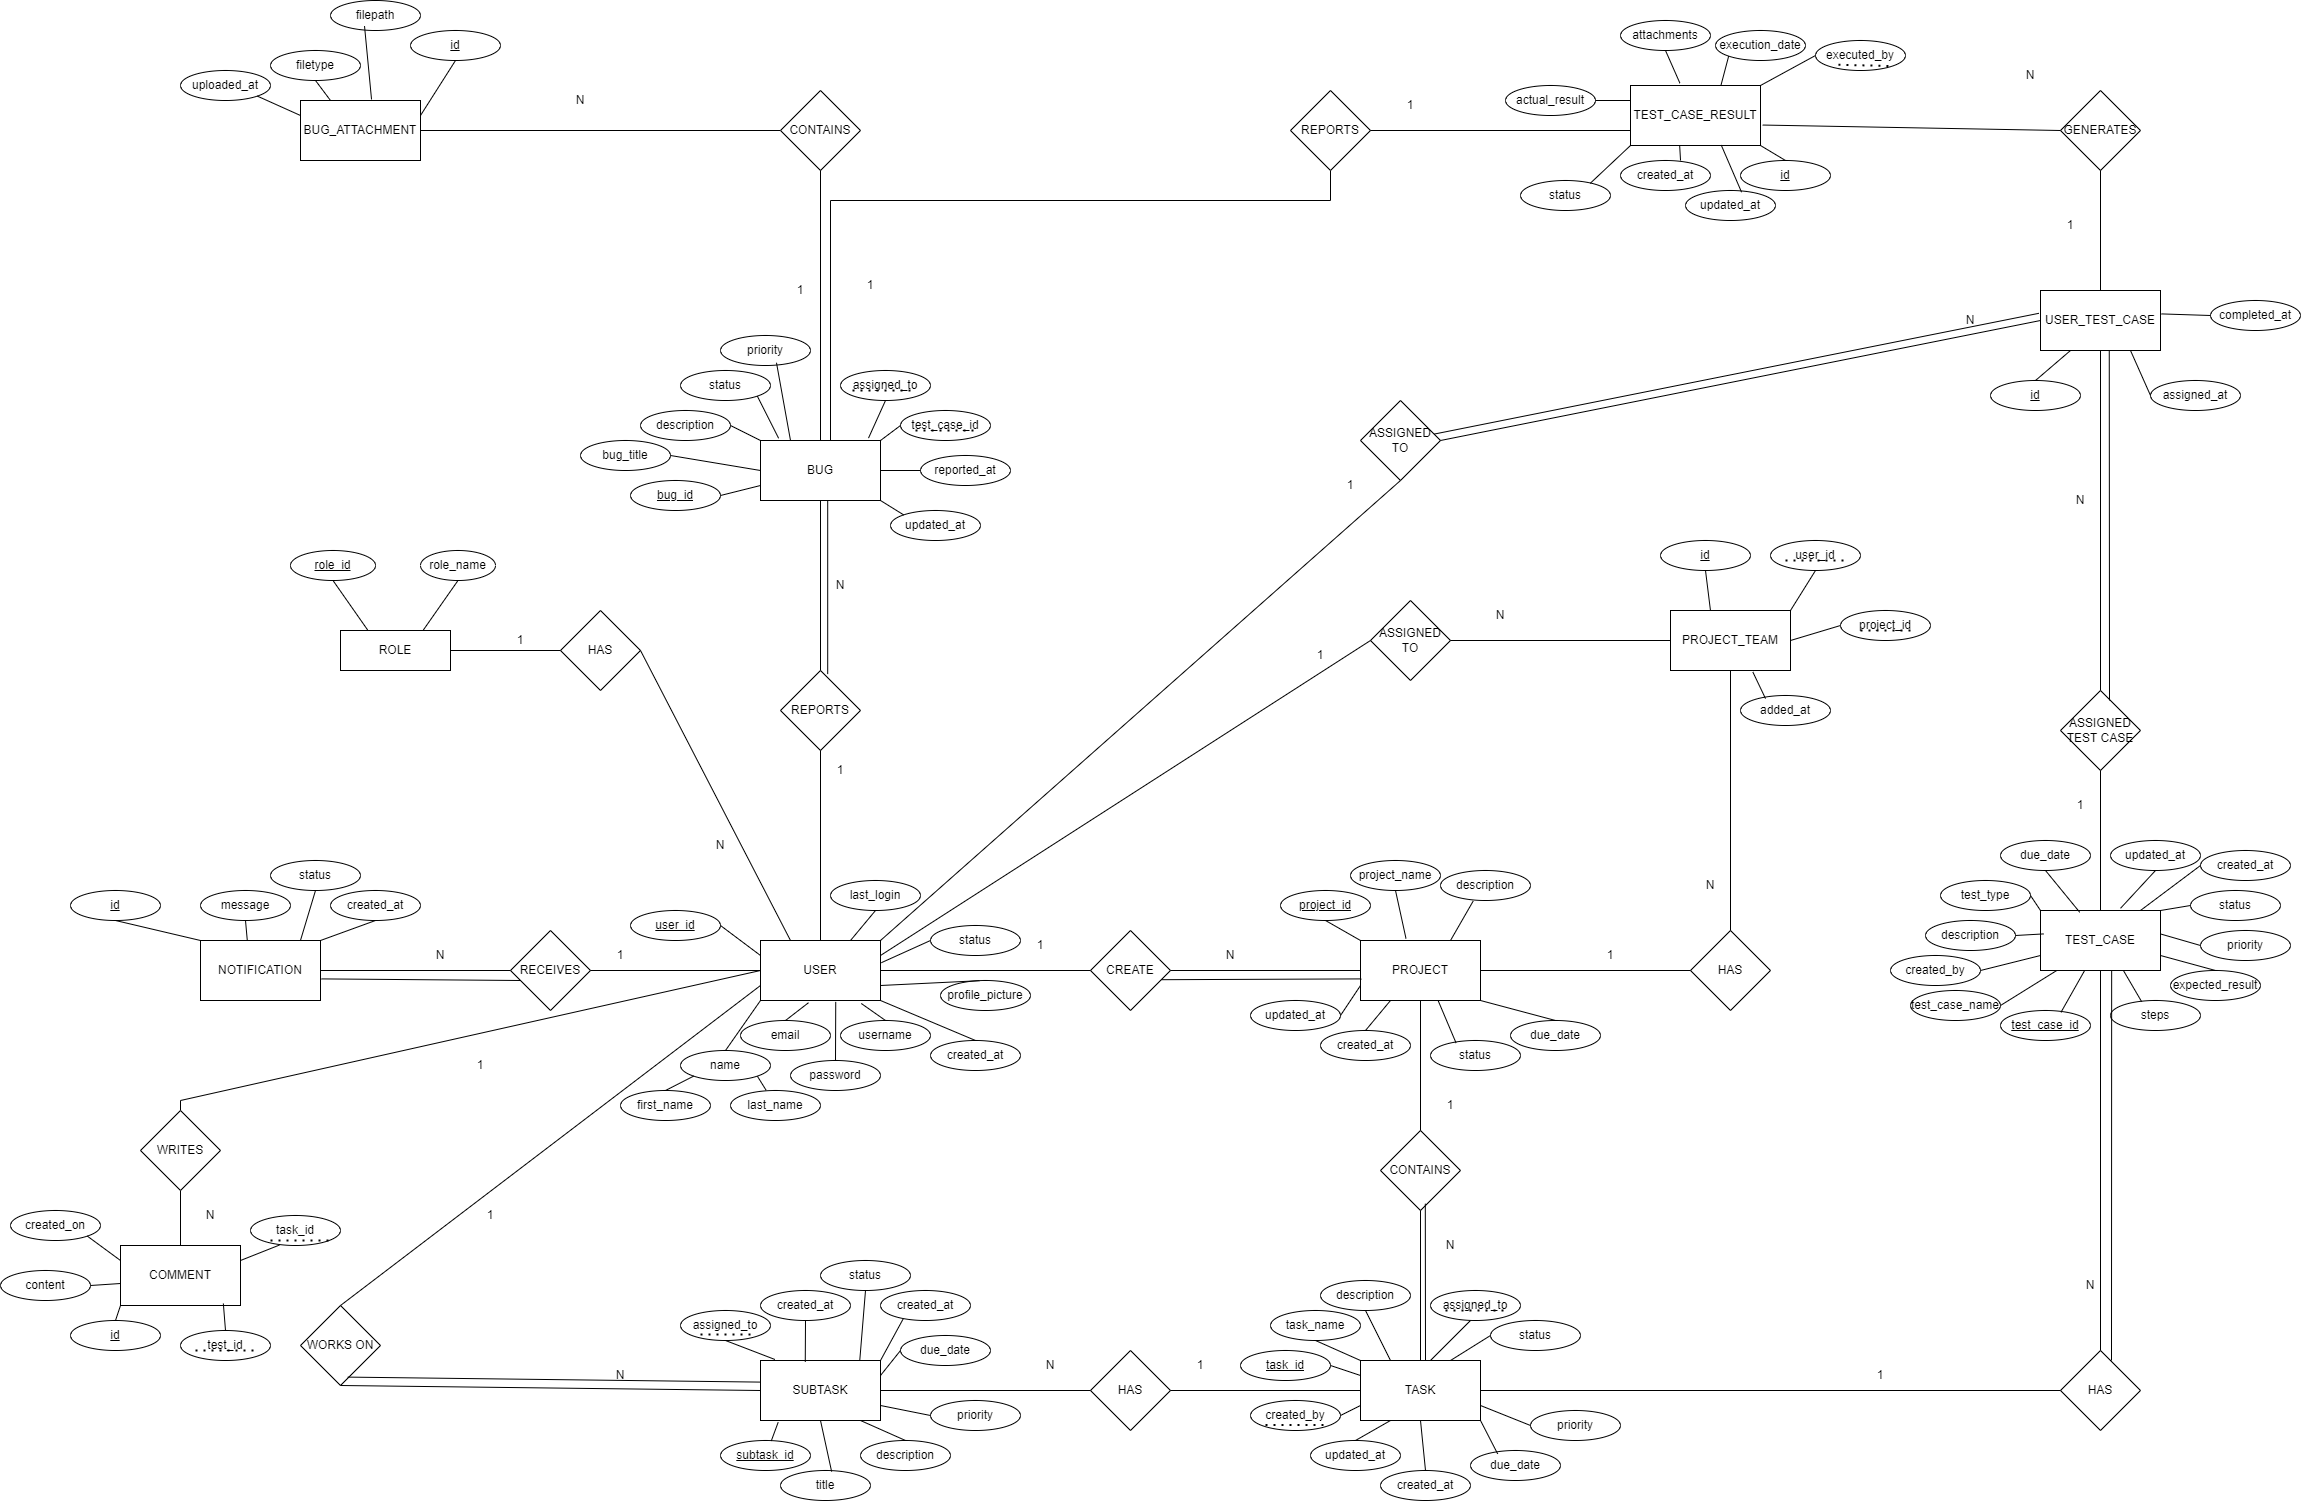 filepath
id
filetype
uploaded_at
BUG_ATTACHMENT
N
CONTAINS
1
REPORTS
1
1
attachments
execution_date
executed_by
actual_result
TEST_CASE_RESULT
status
created_at
updated_at
id
N
GENERATES
1
USER_TEST_CASE
completed_at
id
assigned_at
N
ASSIGNED
TO
1
priority
status
assigned_to
description
test_case_id
bug_title
BUG
reported_at
bug_id
updated_at
N
REPORTS
1
role_id
role_name
ROLE
1
HAS
N
id
user_id
project_id
PROJECT_TEAM
added_at
N
ASSIGNED
TO
1
N
N
ASSIGNED
TEST CASE
1
id
message
status
created_at
NOTIFICATION
N
RECEIVES
1
last_login
user_id
status
USER
profile_picture
email
username
name
password
created_at
first_name
last_name
1
CREATE
N
project_name
description
project_id
PROJECT
updated_at
created_at
status
due_date
1
HAS
due_date
updated_at
created_at
test_type
status
description
TEST_CASE
priority
created_by
expected_result
test_case_name
test_case_id
steps
1
WRITES
N
created_on
task_id
COMMENT
content
id
test_id
1
WORKS ON
N
1
CONTAINS
N
status
created_at
created_at
assigned_to
due_date
SUBTASK
priority
subtask_id
description
title
N
HAS
1
description
assigned_to
task_name
status
task_id
TASK
created_by
priority
updated_at
due_date
created_at
1
HAS
N